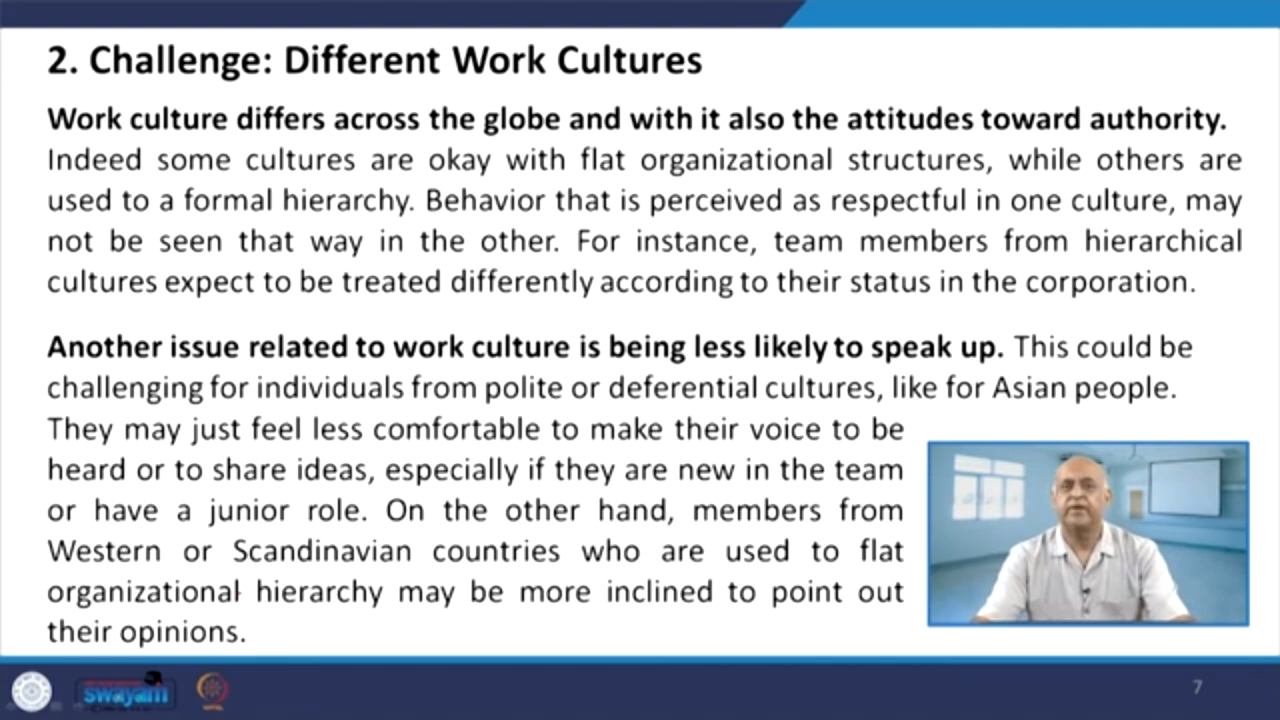 2. Challenge: Different Work Cultures
Work culture differs across the globe and with it also the attitudes toward authority.
Indeed some cultures are okay with flat organizational structures, while others are
used to a formal hierarchy. Behavior that is perceived as respectful in one culture, may
not be seen that way in the other. For instance, team members from hierarchical
cultures expect to be treated differently according to their status in the corporation.
Another issue related to work culture is being less likely to speak up. This could be
challenging for individuals from polite or deferential cultures, like for Asian people.
They may just feel less comfortable to make their voice to be
heard or to share ideas, especially if they are new in the team
or have a junior role. On the other hand, members from
Western or Scandinavian countries who are used to flat
organizational hierarchy may be more inclined to point out
their opinions.
swayam
7